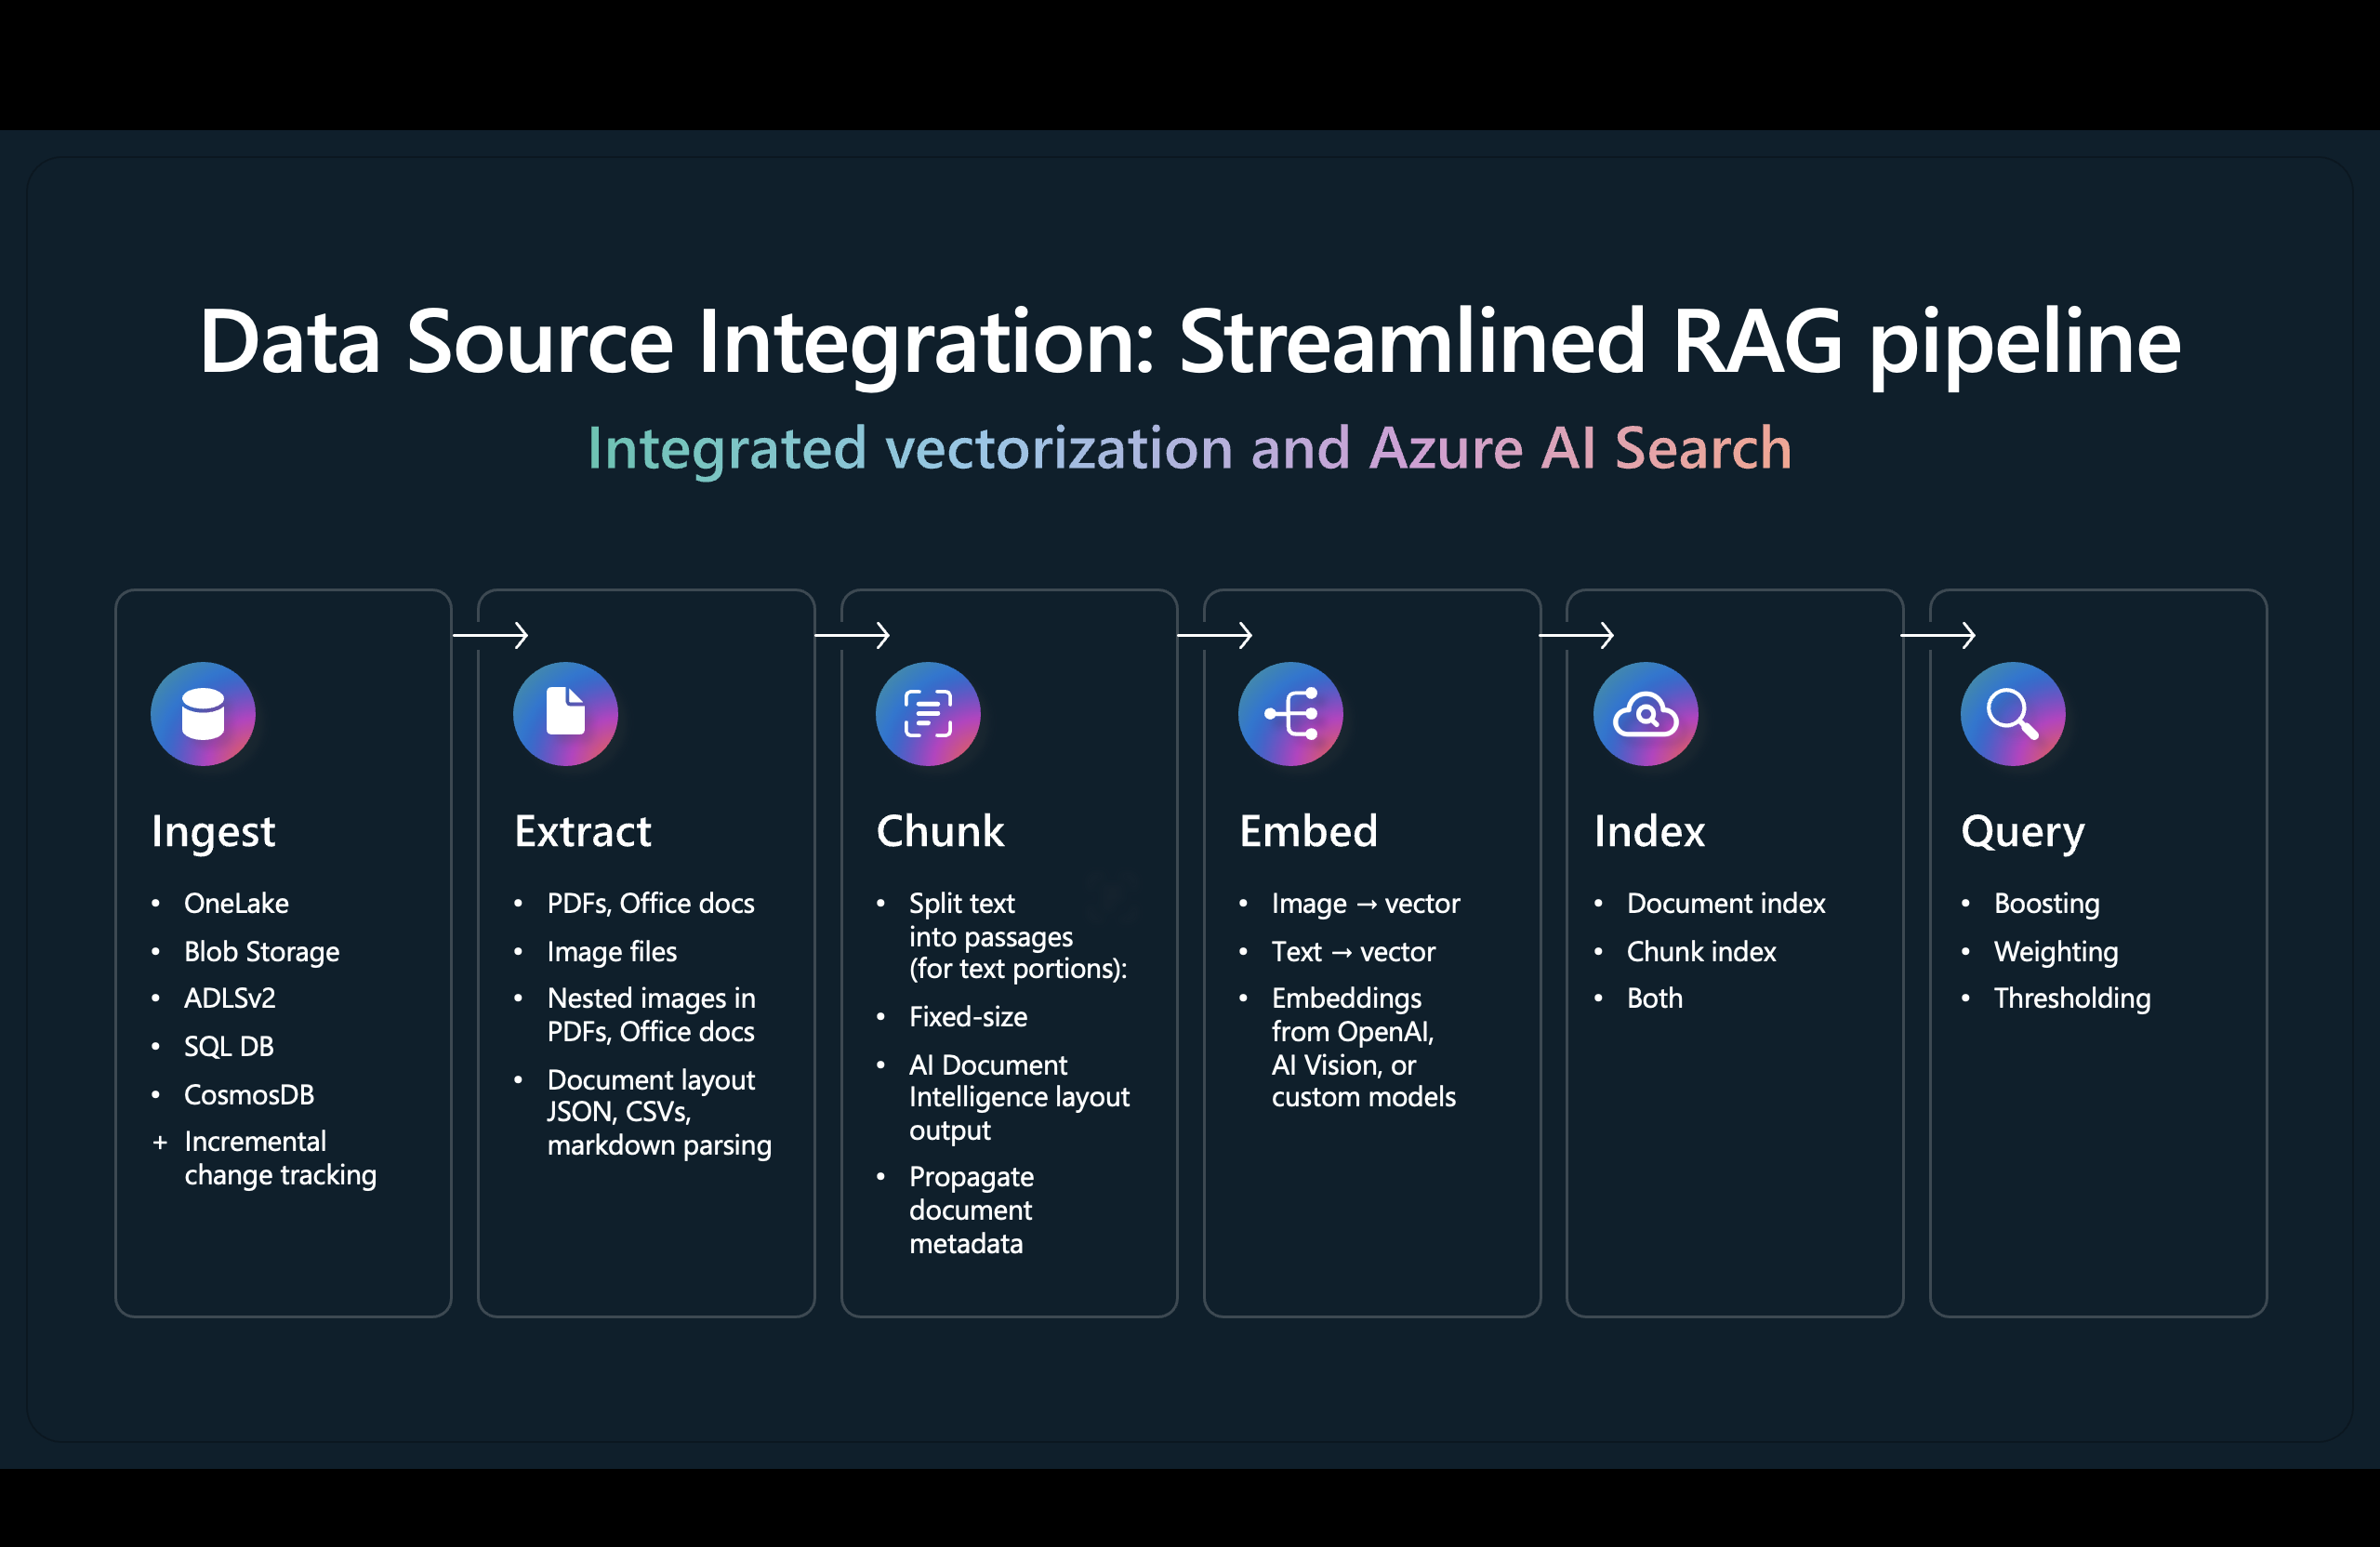 Data Source Integration: Streamlined RAG pipeline
Integrated vectorization and Azure AI Search
Ingest
• OneLake
• Blob Storage
• ADLSv2
• SQL DB
• CosmosDB
+ Incremental
change tracking
Extract
• PDFs, Office docs
• Image files
• Nested images in
PDFs, Office docs
• Document layout
JSON, CSVs,
markdown parsing
Chunk
• Split text
into passages
(for text portions):
• Fixed-size
• AI Document
Intelligence layout
output
• Propagate
document
metadata
Embed
• Image → vector
• Text → vector
• Embeddings
from OpenAI,
AI Vision, or
custom models
Index
• Document index
• Chunk index
• Both
Query
• Boosting
• Weighting
• Thresholding